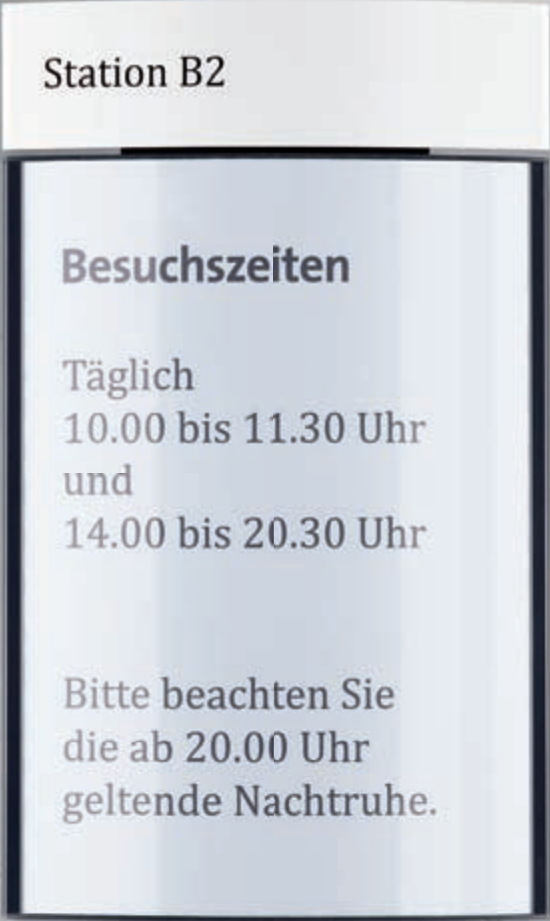 Station B2
Besuchszeiten
Täglich
10.00 bis 11.30 Uhr
und
14.00 bis 20.30 Uhr
Bitte beachten Sie
die ab 20.00 Uhr
geltende Nachtruhe.